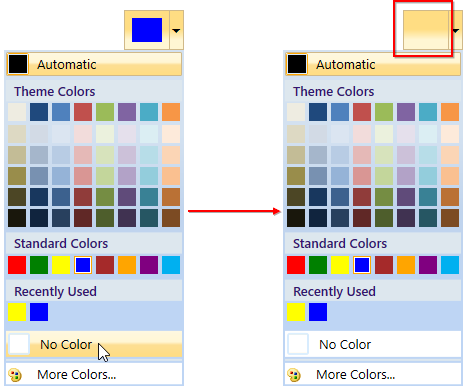 Automatic
Theme Colors
Standard Colors
Recently Used
No Color
More Colors...
Automatic
Theme Colors
Standard Colors
Recently Used
No Color
More Colors...